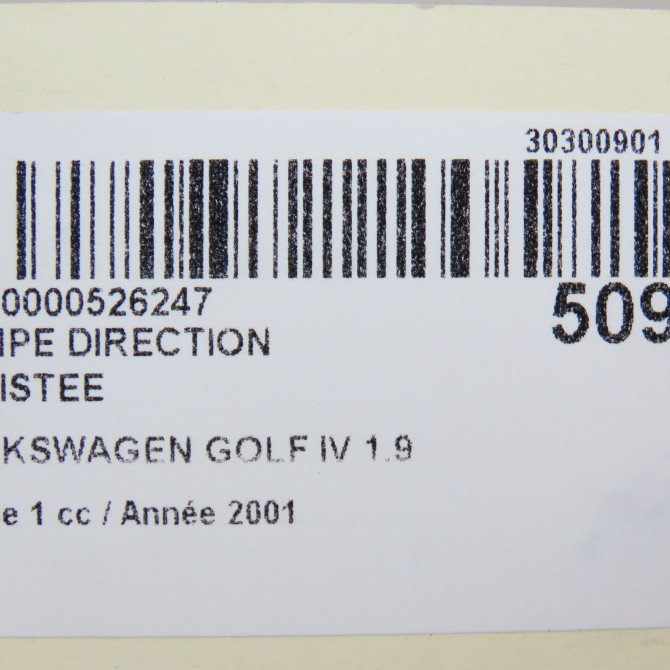 30300901
0000526247
509
IPE DIRECTION
ISTEE
KSWAGEN GOLF IV 1.9
e 1 cc / Année 2001